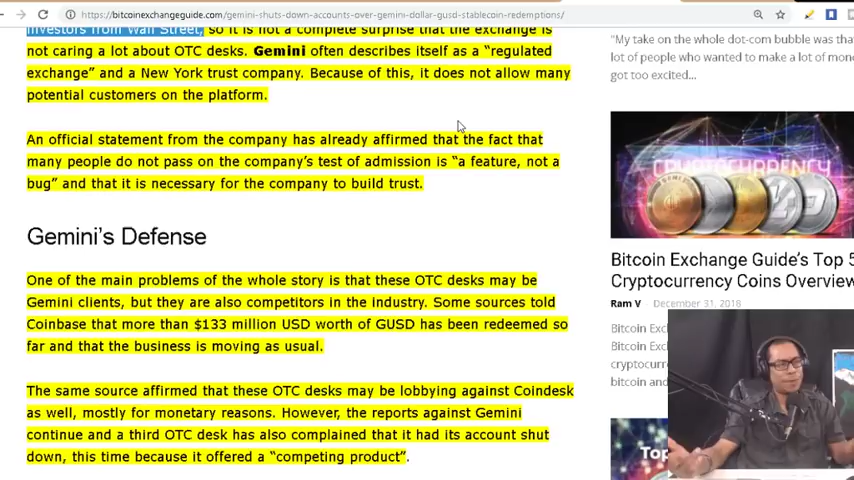 https://bitcoinexchangeguide.com/gemini-shuts-down-accounts-over-gemini-dollar-gusd-stablecoin-redemptions/
investors from Wall Street, so it is not a complete surprise that the exchange is
not caring a lot about OTC desks. Gemini often describes itself as a “regulated
exchange” and a New York trust company. Because of this, it does not allow many
potential customers on the platform.
An official statement from the company has already affirmed that the fact that
many people do not pass on the company’s test of admission is “a feature, not a
bug” and that it is necessary for the company to build trust.
Gemini’s Defense
One of the main problems of the whole story is that these OTC desks may be
Gemini clients, but they are also competitors in the industry. Some sources told
Coinbase that more than $133 million USD worth of GUSD has been redeemed so
far and that the business is moving as usual.
The same source affirmed that these OTC desks may be lobbying against Coindesk
as well, mostly for monetary reasons. However, the reports against Gemini
continue and a third OTC desk has also complained that it had its account shut
down, this time because it offered a “competing product”.
"My take on the whole dot-com bubble was tha
lot of people who wanted to make a lot of mone
got too excited...
CRYPTOCURRENCY
Bitcoin Exchange Guide’s Top 5
Cryptocurrency Coins Overview
Ram V - December 31, 2018
Bitcoin Exc
Bitcoin Exc
cryptocurr
bitcoin and
Top